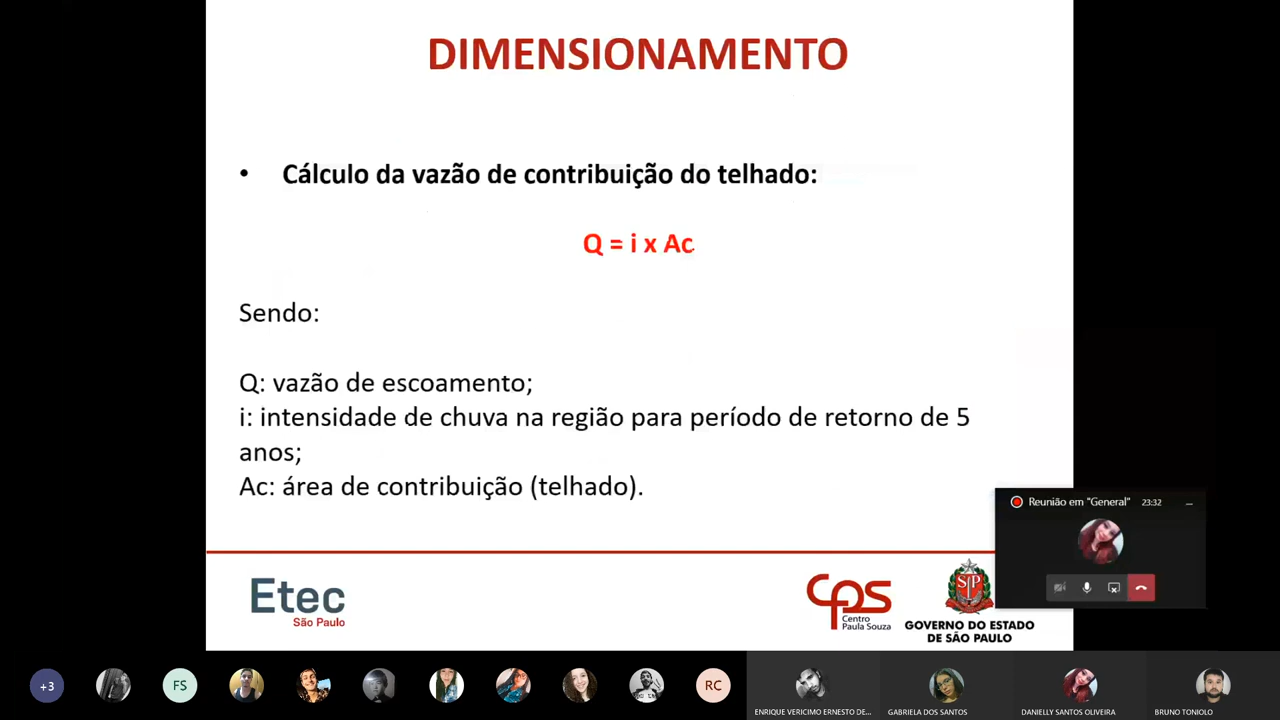 DIMENSIONAMENTO
• Cálculo da vazão de contribuição do telhado:
Q = i x Ac
Sendo:
Q: vazão de escoamento;
i: intensidade de chuva na região para período de retorno de 5
anos;
Ac: área de contribuição (telhado).
Reunião em "General" 23:32
Etec
São Paulo
cps
Centro
Paula Souza
SP
GOVERNO DO ESTADO
DE SÃO PAULO
+3
FS
RC
ENRIQUE VERICIMO ERNESTO DE...
GABRIELA DOS SANTOS
DANIELLY SANTOS OLIVEIRA
BRUNO TONIOLO